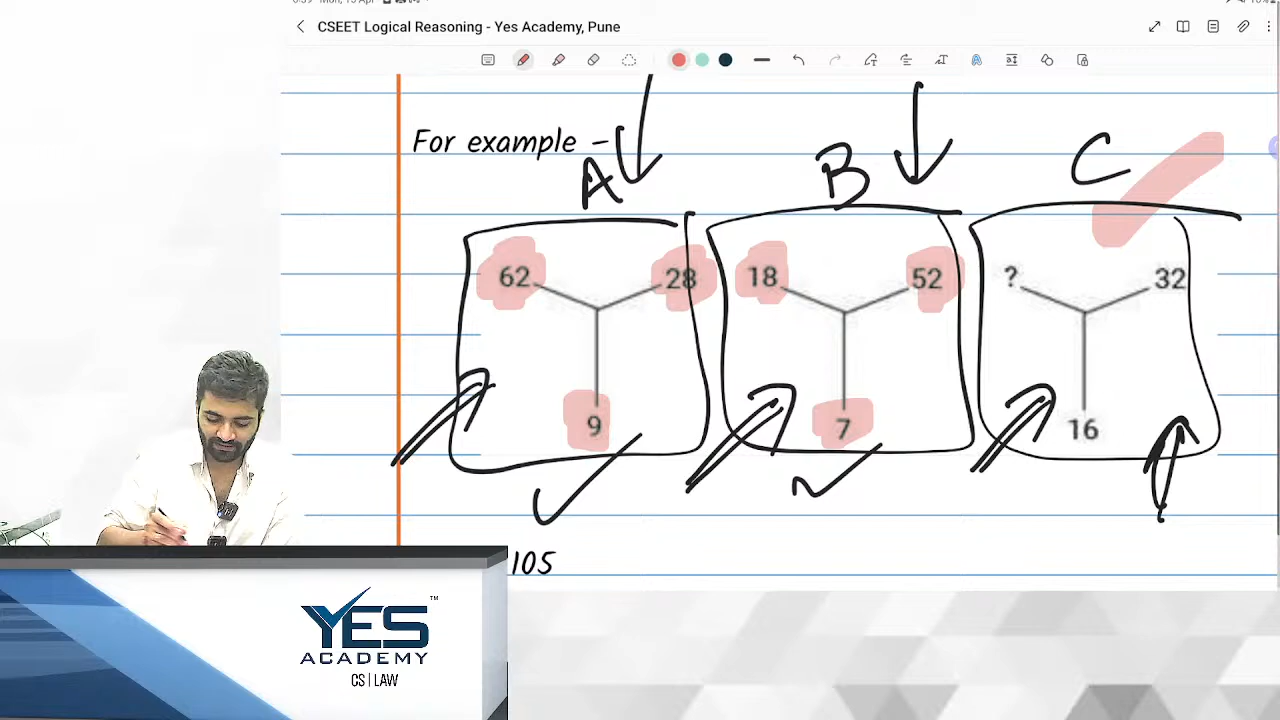 CSEET Logical Reasoning - Yes Academy, Pune
For example -
A B C
62 28 18 52 ? 32
9 7 16
105
YES
ACADEMY
CS | LAW
TM